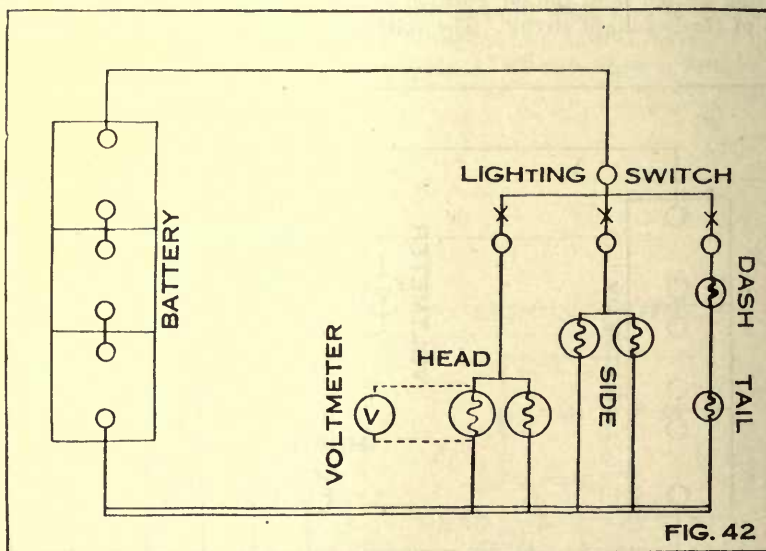 LIGHTING SWITCH
BATTERY
DASH
HEAD
SIDE
TAIL
VOLTMETER
V
FIG. 42